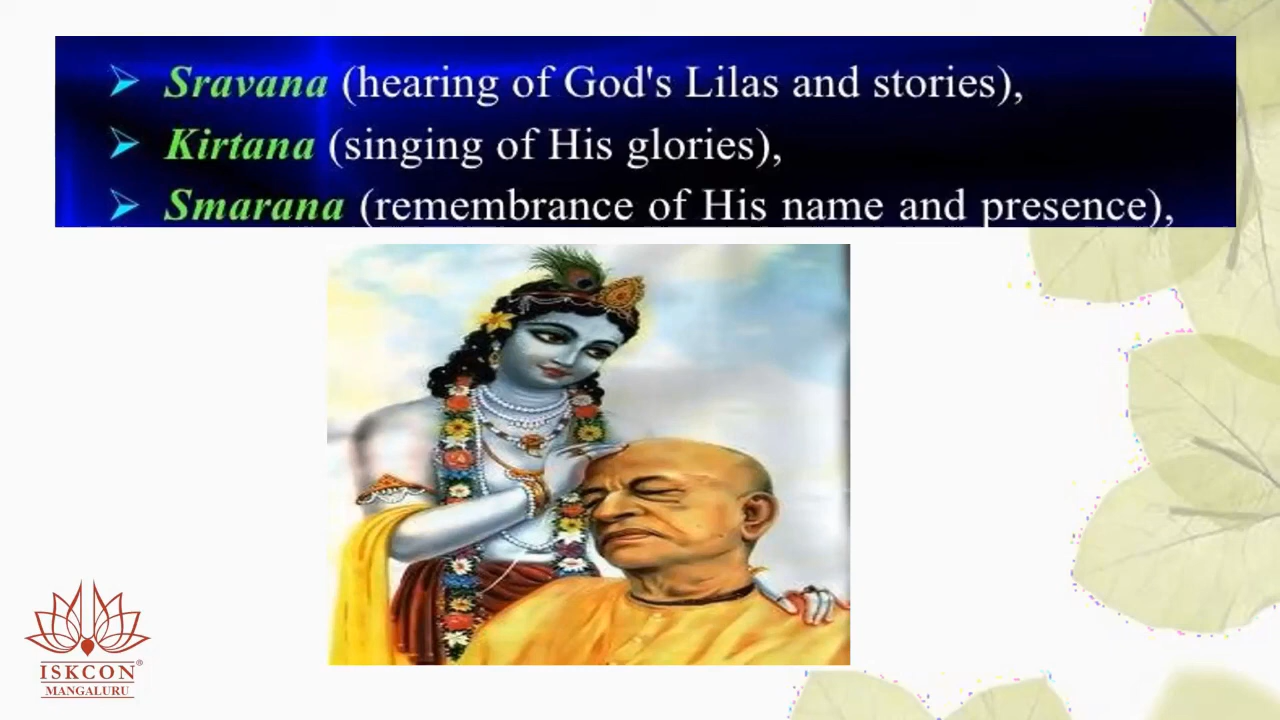 ➢ Sravana (hearing of God's Lilas and stories),
➢ Kirtana (singing of His glories),
➢ Smarana (remembrance of His name and presence),
ISKCON®
MANGALURU